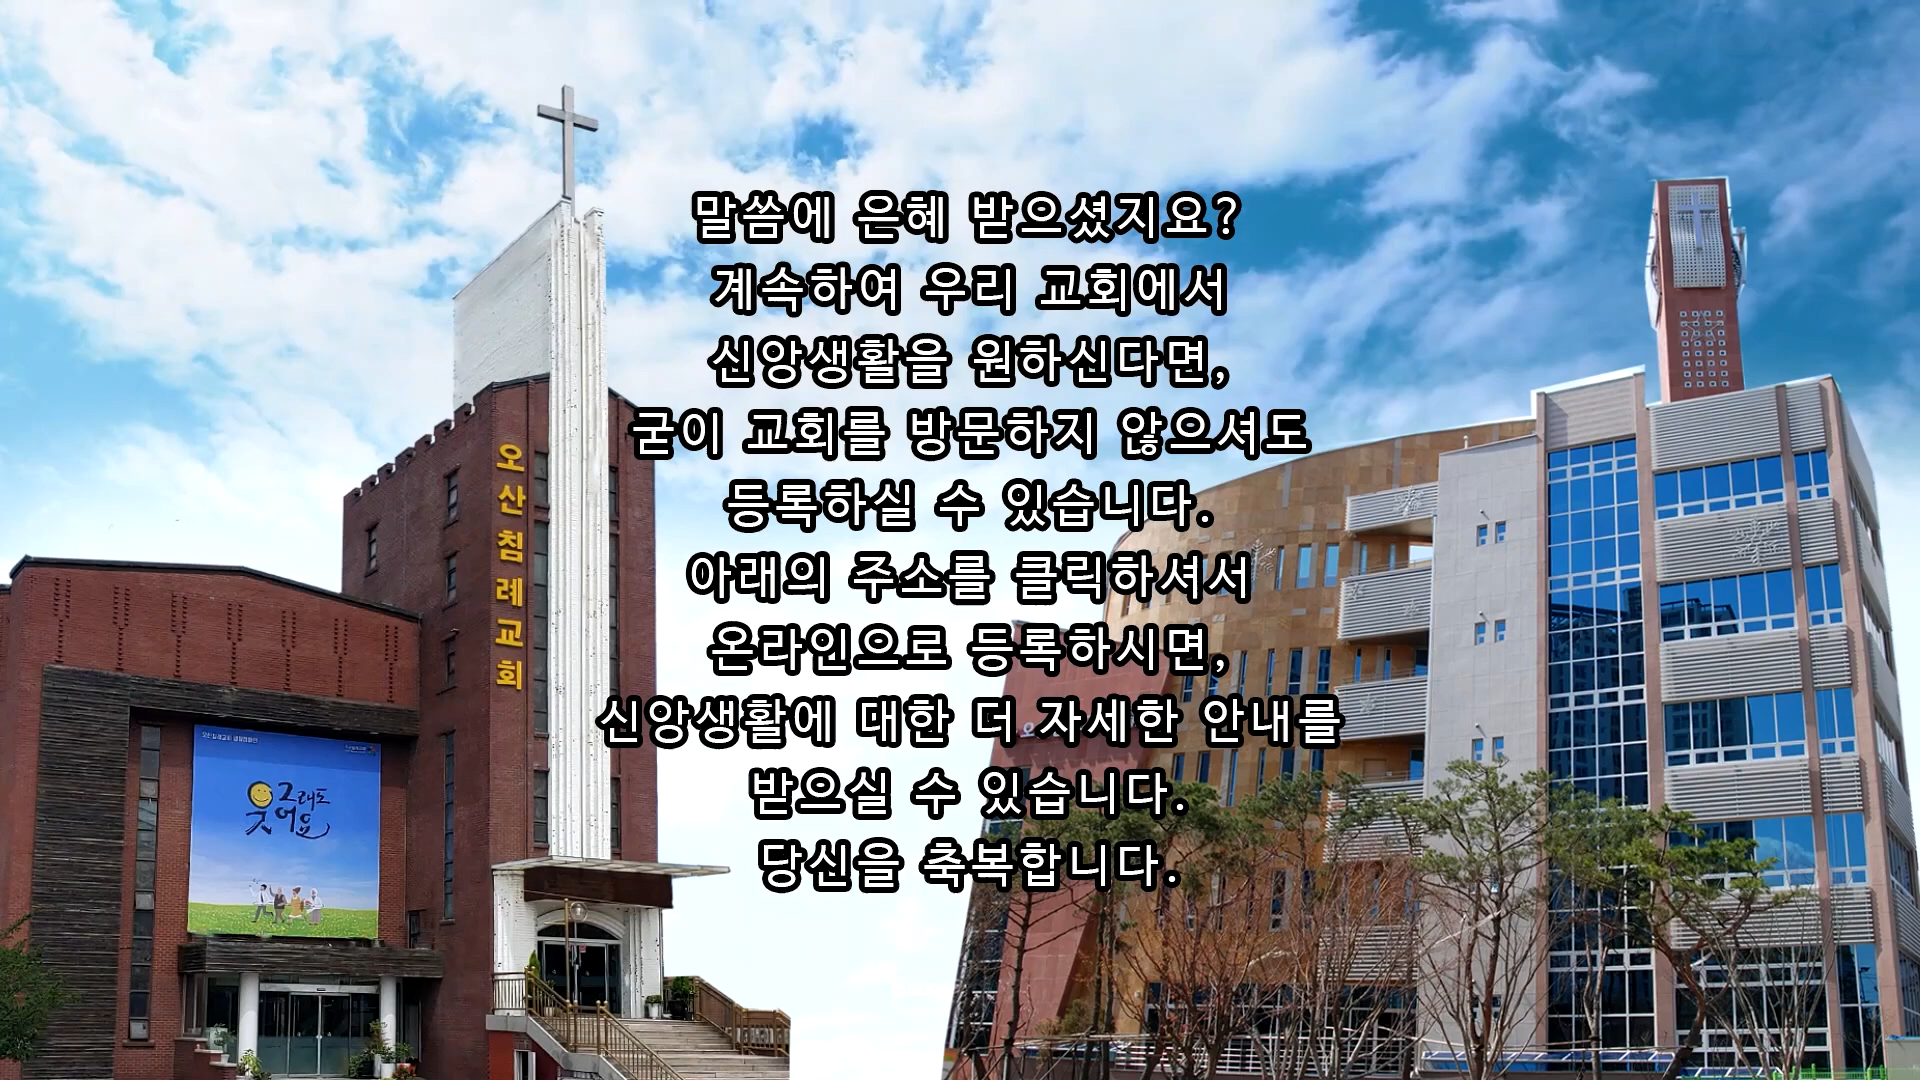 말씀에 은혜 받으셨지요?
계속하여 우리 교회에서
신앙생활을 원하신다면,
굳이 교회를 방문하지 않으셔도
등록하실 수 있습니다.
아래의 주소를 클릭하셔서
온라인으로 등록하시면,
신앙생활에 대한 더 자세한 안내를
받으실 수 있습니다.
당신을 축복합니다.
오산침례교회
그래도
웃어요